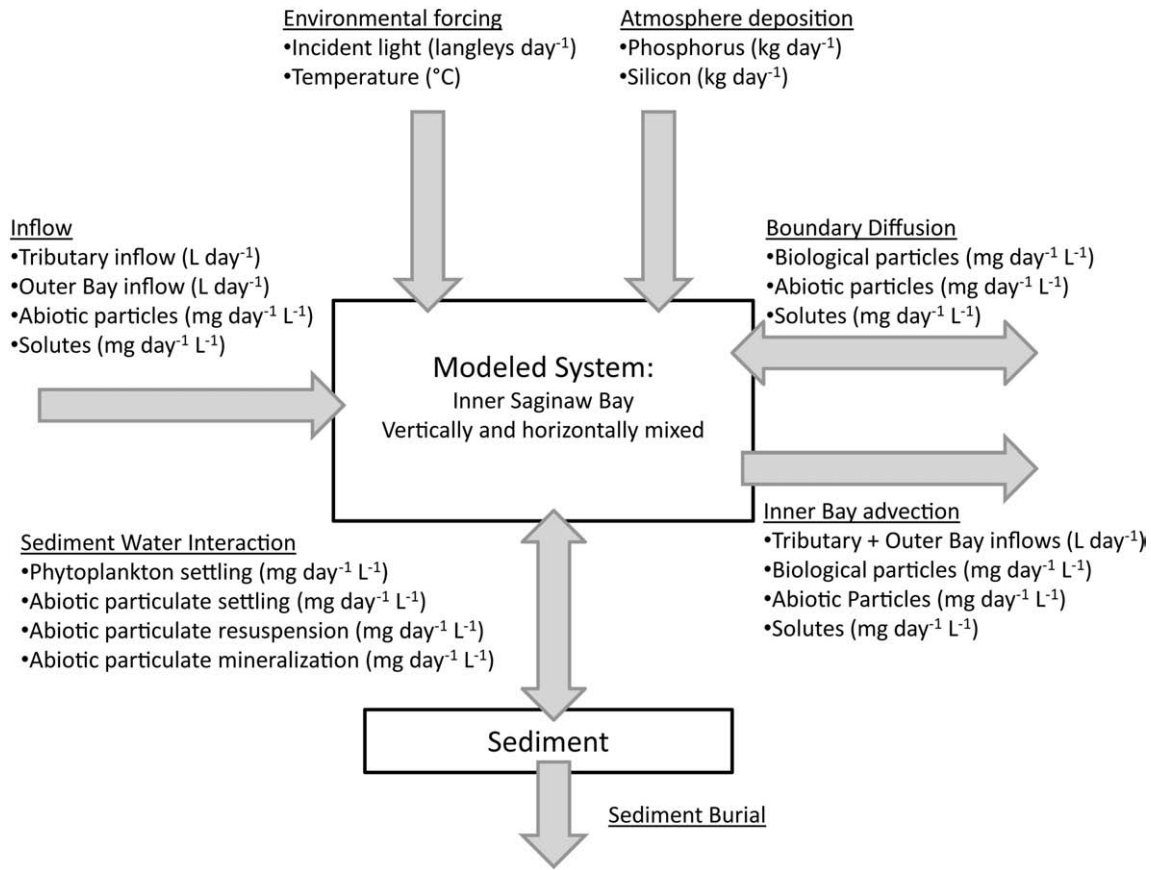 Environmental forcing
•Incident light (langleys day⁻¹)
•Temperature (°C)
Atmosphere deposition
•Phosphorus (kg day⁻¹)
•Silicon (kg day⁻¹)
Inflow
•Tributary inflow (L day⁻¹)
•Outer Bay inflow (L day⁻¹)
•Abiotic particles (mg day⁻¹ L⁻¹)
•Solutes (mg day⁻¹ L⁻¹)
Boundary Diffusion
•Biological particles (mg day⁻¹ L⁻¹)
•Abiotic particles (mg day⁻¹ L⁻¹)
•Solutes (mg day⁻¹ L⁻¹)
Modeled System:
Inner Saginaw Bay
Vertically and horizontally mixed
Inner Bay advection
•Tributary + Outer Bay inflows (L day⁻¹)
•Biological particles (mg day⁻¹ L⁻¹)
•Abiotic Particles (mg day⁻¹ L⁻¹)
•Solutes (mg day⁻¹ L⁻¹)
Sediment Water Interaction
•Phytoplankton settling (mg day⁻¹ L⁻¹)
•Abiotic particulate settling (mg day⁻¹ L⁻¹)
•Abiotic particulate resuspension (mg day⁻¹ L⁻¹)
•Abiotic particulate mineralization (mg day⁻¹ L⁻¹)
Sediment
Sediment Burial